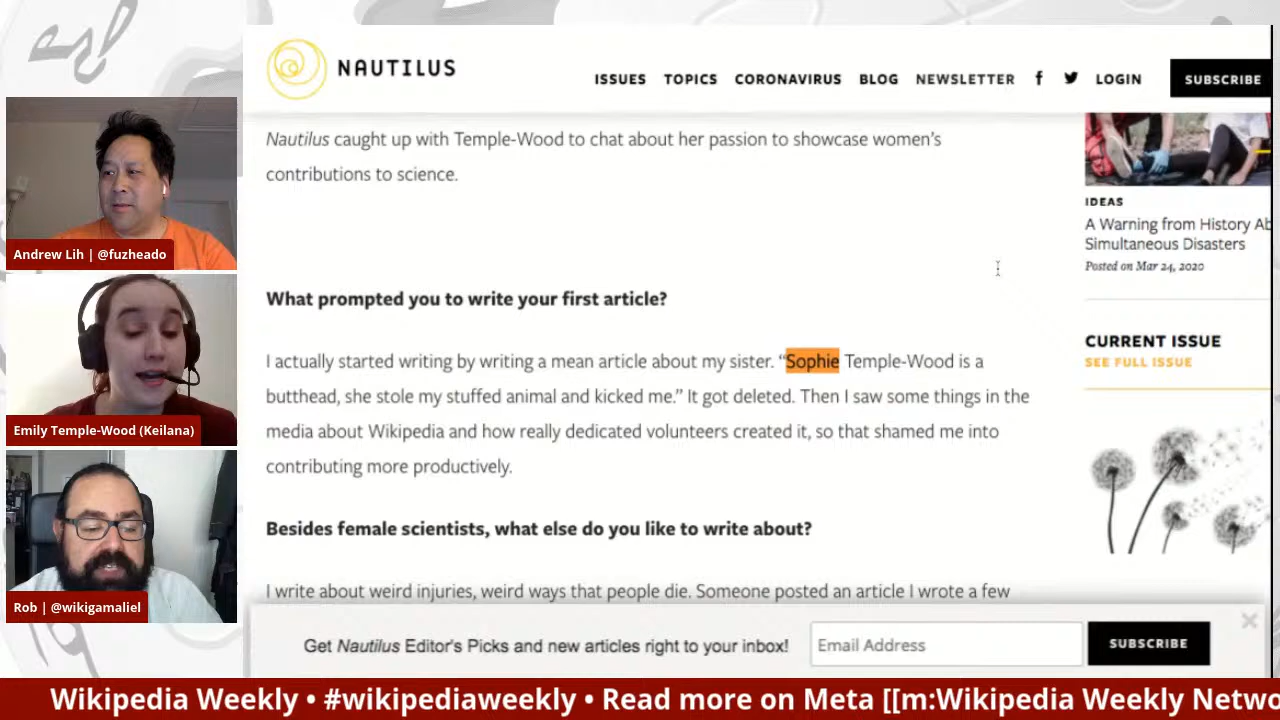 NAUTILUS
ISSUES TOPICS CORONAVIRUS BLOG NEWSLETTER f LOGIN SUBSCRIBE
Nautilus caught up with Temple-Wood to chat about her passion to showcase women’s
contributions to science.
What prompted you to write your first article?
I actually started writing by writing a mean article about my sister. “Sophie Temple-Wood is a
butthead, she stole my stuffed animal and kicked me.” It got deleted. Then I saw some things in the
media about Wikipedia and how really dedicated volunteers created it, so that shamed me into
contributing more productively.
Besides female scientists, what else do you like to write about?
I write about weird injuries, weird ways that people die. Someone posted an article I wrote a few
IDEAS
A Warning from History Ab
Simultaneous Disasters
Posted on Mar 24, 2020
CURRENT ISSUE
SEE FULL ISSUE
Get Nautilus Editor's Picks and new articles right to your inbox!
Email Address
SUBSCRIBE
Andrew Lih | @fuzheado
Emily Temple-Wood (Keilana)
Rob | @wikigamaliel
Wikipedia Weekly • #wikipediaweekly • Read more on Meta [[m:Wikipedia Weekly Netwo